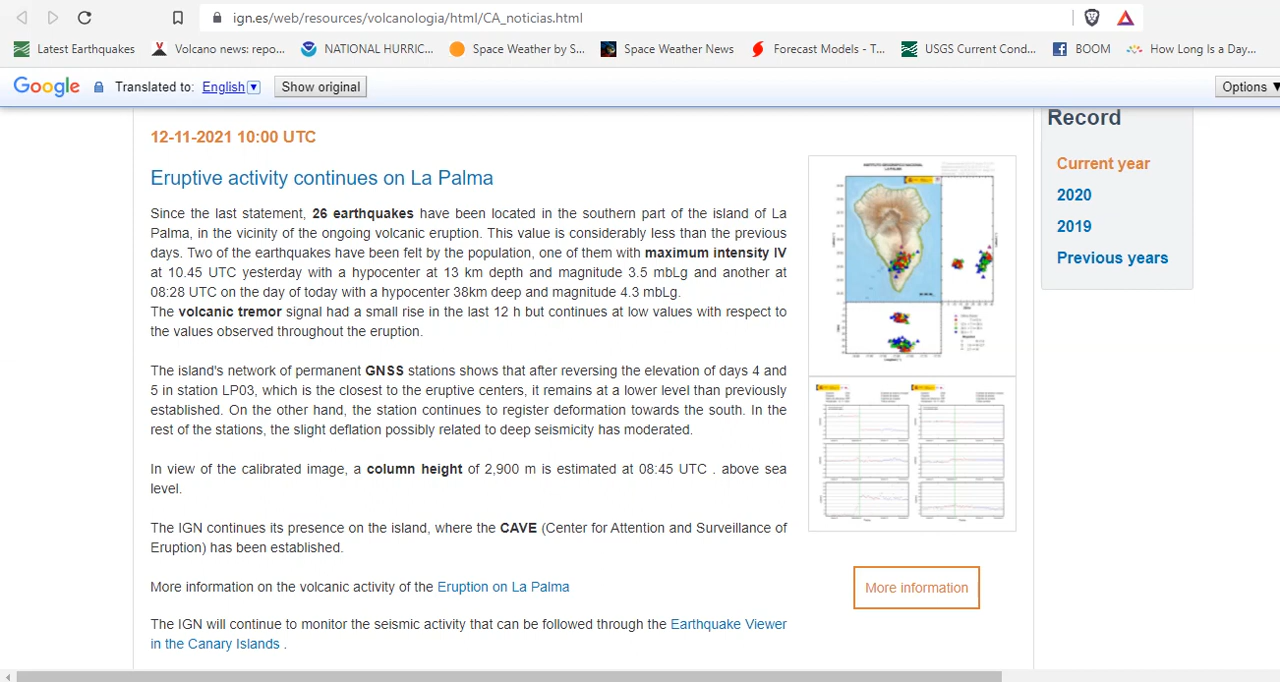 ign.es/web/resources/volcanologia/html/CA_noticias.html
Latest Earthquakes
Volcano news: repo...
NATIONAL HURRIC...
Space Weather by S...
Space Weather News
Forecast Models - T...
USGS Current Cond...
BOOM
How Long Is a Day...
Google Translated to: English Show original Options
12-11-2021 10:00 UTC
Eruptive activity continues on La Palma
Since the last statement, 26 earthquakes have been located in the southern part of the island of La
Palma, in the vicinity of the ongoing volcanic eruption. This value is considerably less than the previous
days. Two of the earthquakes have been felt by the population, one of them with maximum intensity IV
at 10.45 UTC yesterday with a hypocenter at 13 km depth and magnitude 3.5 mbLg and another at
08:28 UTC on the day of today with a hypocenter 38km deep and magnitude 4.3 mbLg.
The volcanic tremor signal had a small rise in the last 12 h but continues at low values with respect to
the values observed throughout the eruption.
The island's network of permanent GNSS stations shows that after reversing the elevation of days 4 and
5 in station LP03, which is the closest to the eruptive centers, it remains at a lower level than previously
established. On the other hand, the station continues to register deformation towards the south. In the
rest of the stations, the slight deflation possibly related to deep seismicity has moderated.
In view of the calibrated image, a column height of 2,900 m is estimated at 08:45 UTC . above sea
level.
The IGN continues its presence on the island, where the CAVE (Center for Attention and Surveillance of
Eruption) has been established.
More information on the volcanic activity of the Eruption on La Palma
The IGN will continue to monitor the seismic activity that can be followed through the Earthquake Viewer
in the Canary Islands .
More information
Record
Current year
2020
2019
Previous years